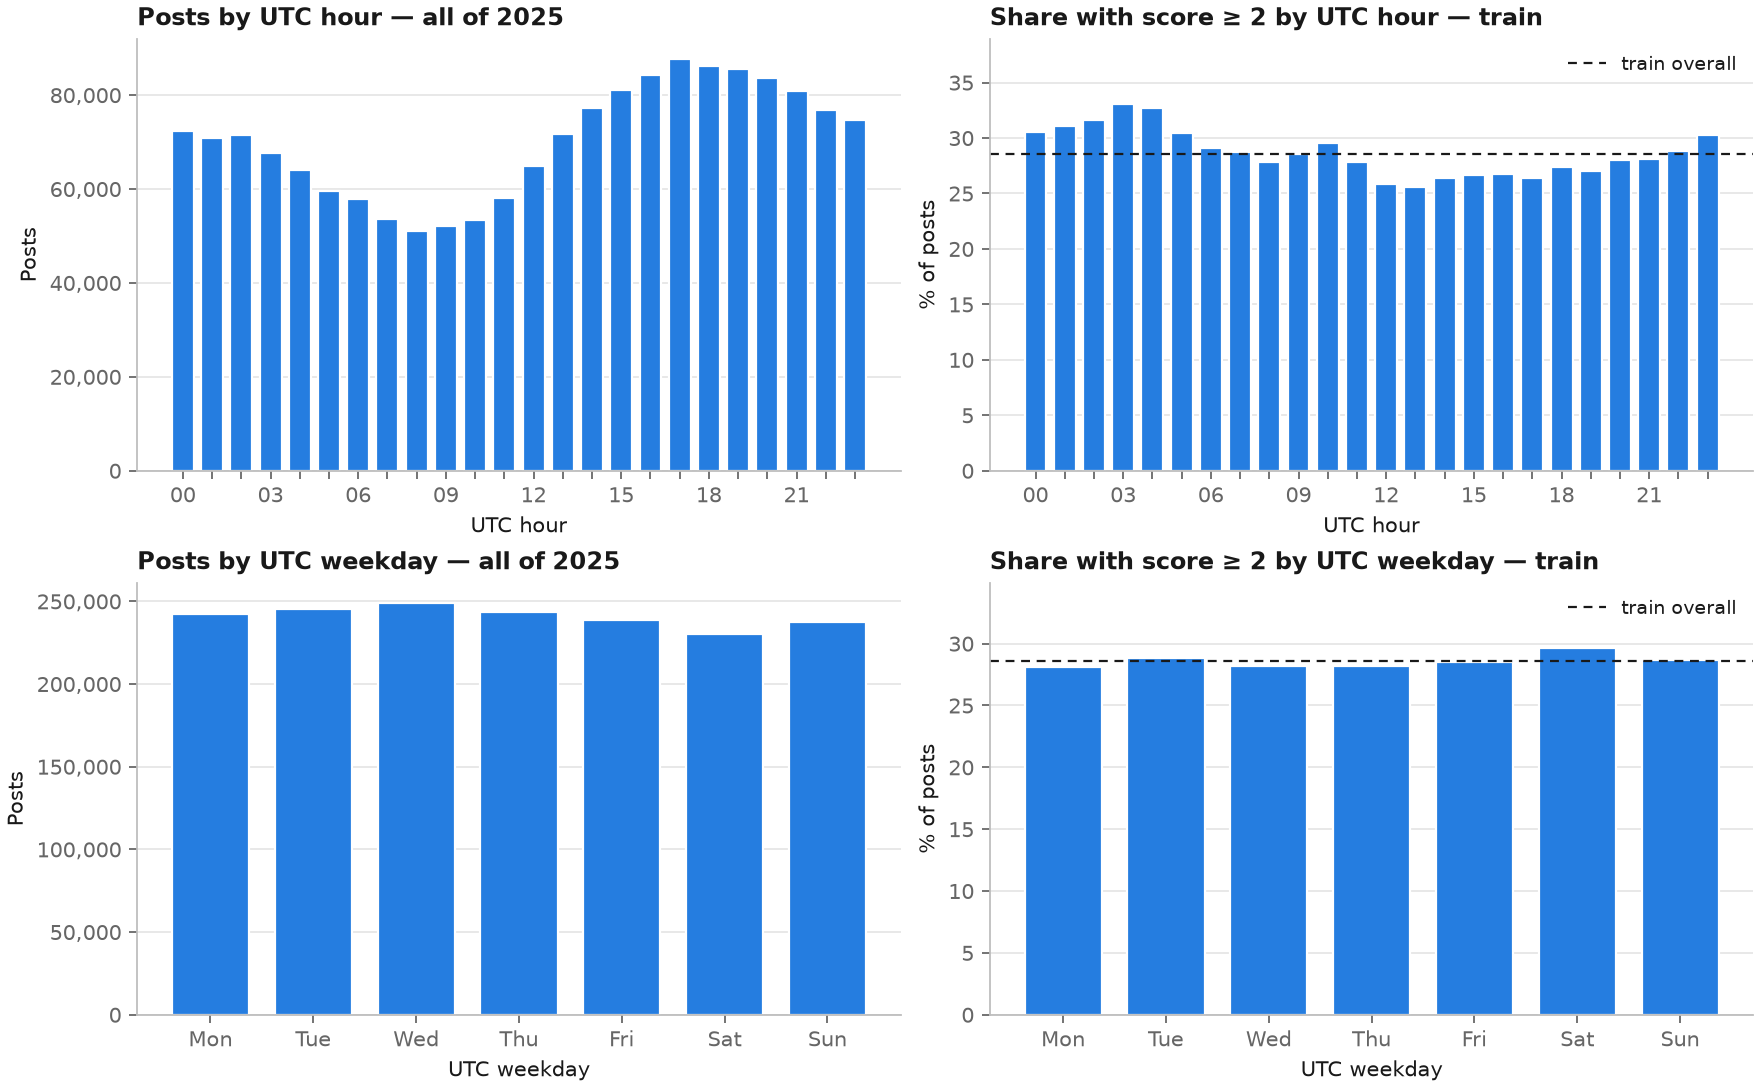 Posts by UTC hour — all of 2025
Posts
80,000
60,000
40,000
20,000
0
00 03 06 09 12 15 18 21
UTC hour
Share with score ≥ 2 by UTC hour — train
train overall
% of posts
35
30
25
20
15
10
5
0
00 03 06 09 12 15 18 21
UTC hour
Posts by UTC weekday — all of 2025
Posts
250,000
200,000
150,000
100,000
50,000
0
Mon Tue Wed Thu Fri Sat Sun
UTC weekday
Share with score ≥ 2 by UTC weekday — train
train overall
% of posts
30
25
20
15
10
5
0
Mon Tue Wed Thu Fri Sat Sun
UTC weekday